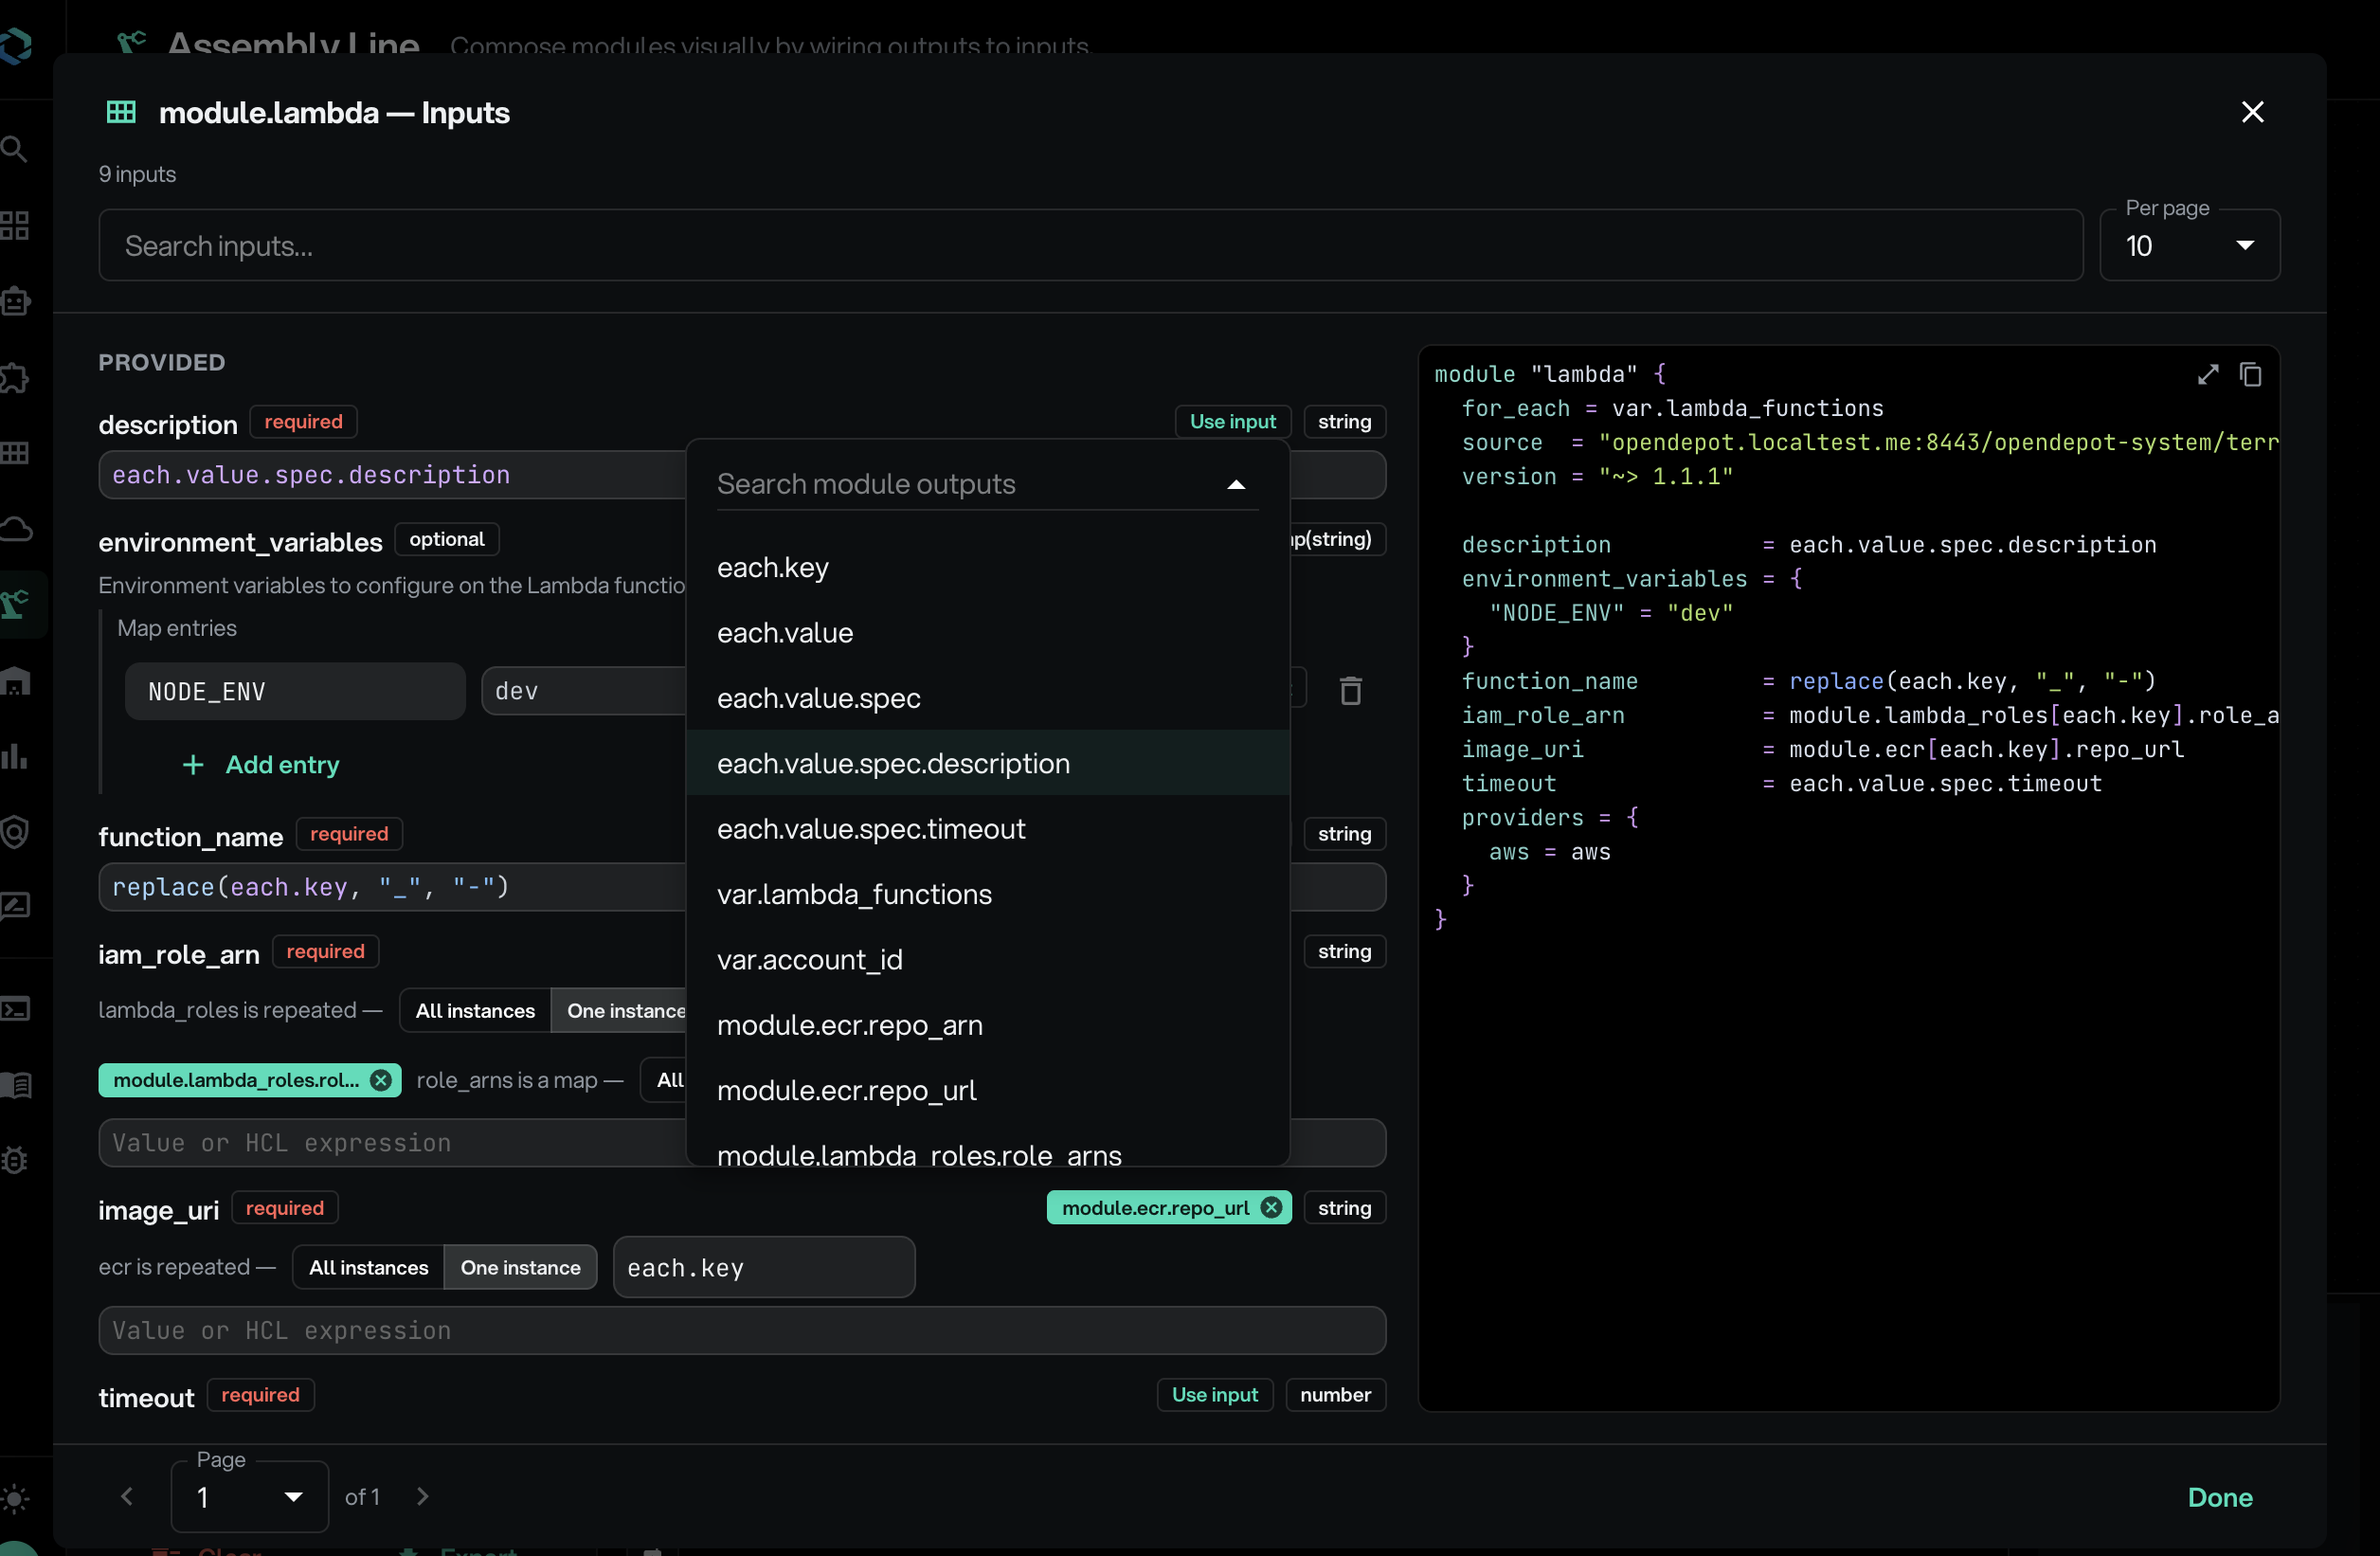 Assembly Line Compose modules visually by wiring outputs to inputs.
module.lambda — Inputs
9 inputs
Search inputs...
Per page
10
PROVIDED
description required Use input string
each.value.spec.description
Search module outputs
each.key
each.value
each.value.spec
each.value.spec.description
each.value.spec.timeout
var.lambda_functions
var.account_id
module.ecr.repo_arn
module.ecr.repo_url
module.lambda_roles.role_arns
environment_variables optional p(string)
Environment variables to configure on the Lambda functio
Map entries
NODE_ENV dev
+ Add entry
function_name required string
replace(each.key, "_", "-")
iam_role_arn required string
lambda_roles is repeated — All instances One instance
module.lambda_roles.rol... role_arns is a map — All
Value or HCL expression
image_uri required module.ecr.repo_url string
ecr is repeated — All instances One instance each.key
Value or HCL expression
timeout required Use input number
module "lambda" {
for_each = var.lambda_functions
source = "opendepot.localtest.me:8443/opendepot-system/terr
version = "~> 1.1.1"
description = each.value.spec.description
environment_variables = {
"NODE_ENV" = "dev"
}
function_name = replace(each.key, "_", "-")
iam_role_arn = module.lambda_roles[each.key].role_a
image_uri = module.ecr[each.key].repo_url
timeout = each.value.spec.timeout
providers = {
aws = aws
}
}
Page
1 of 1
Done
Clear Export